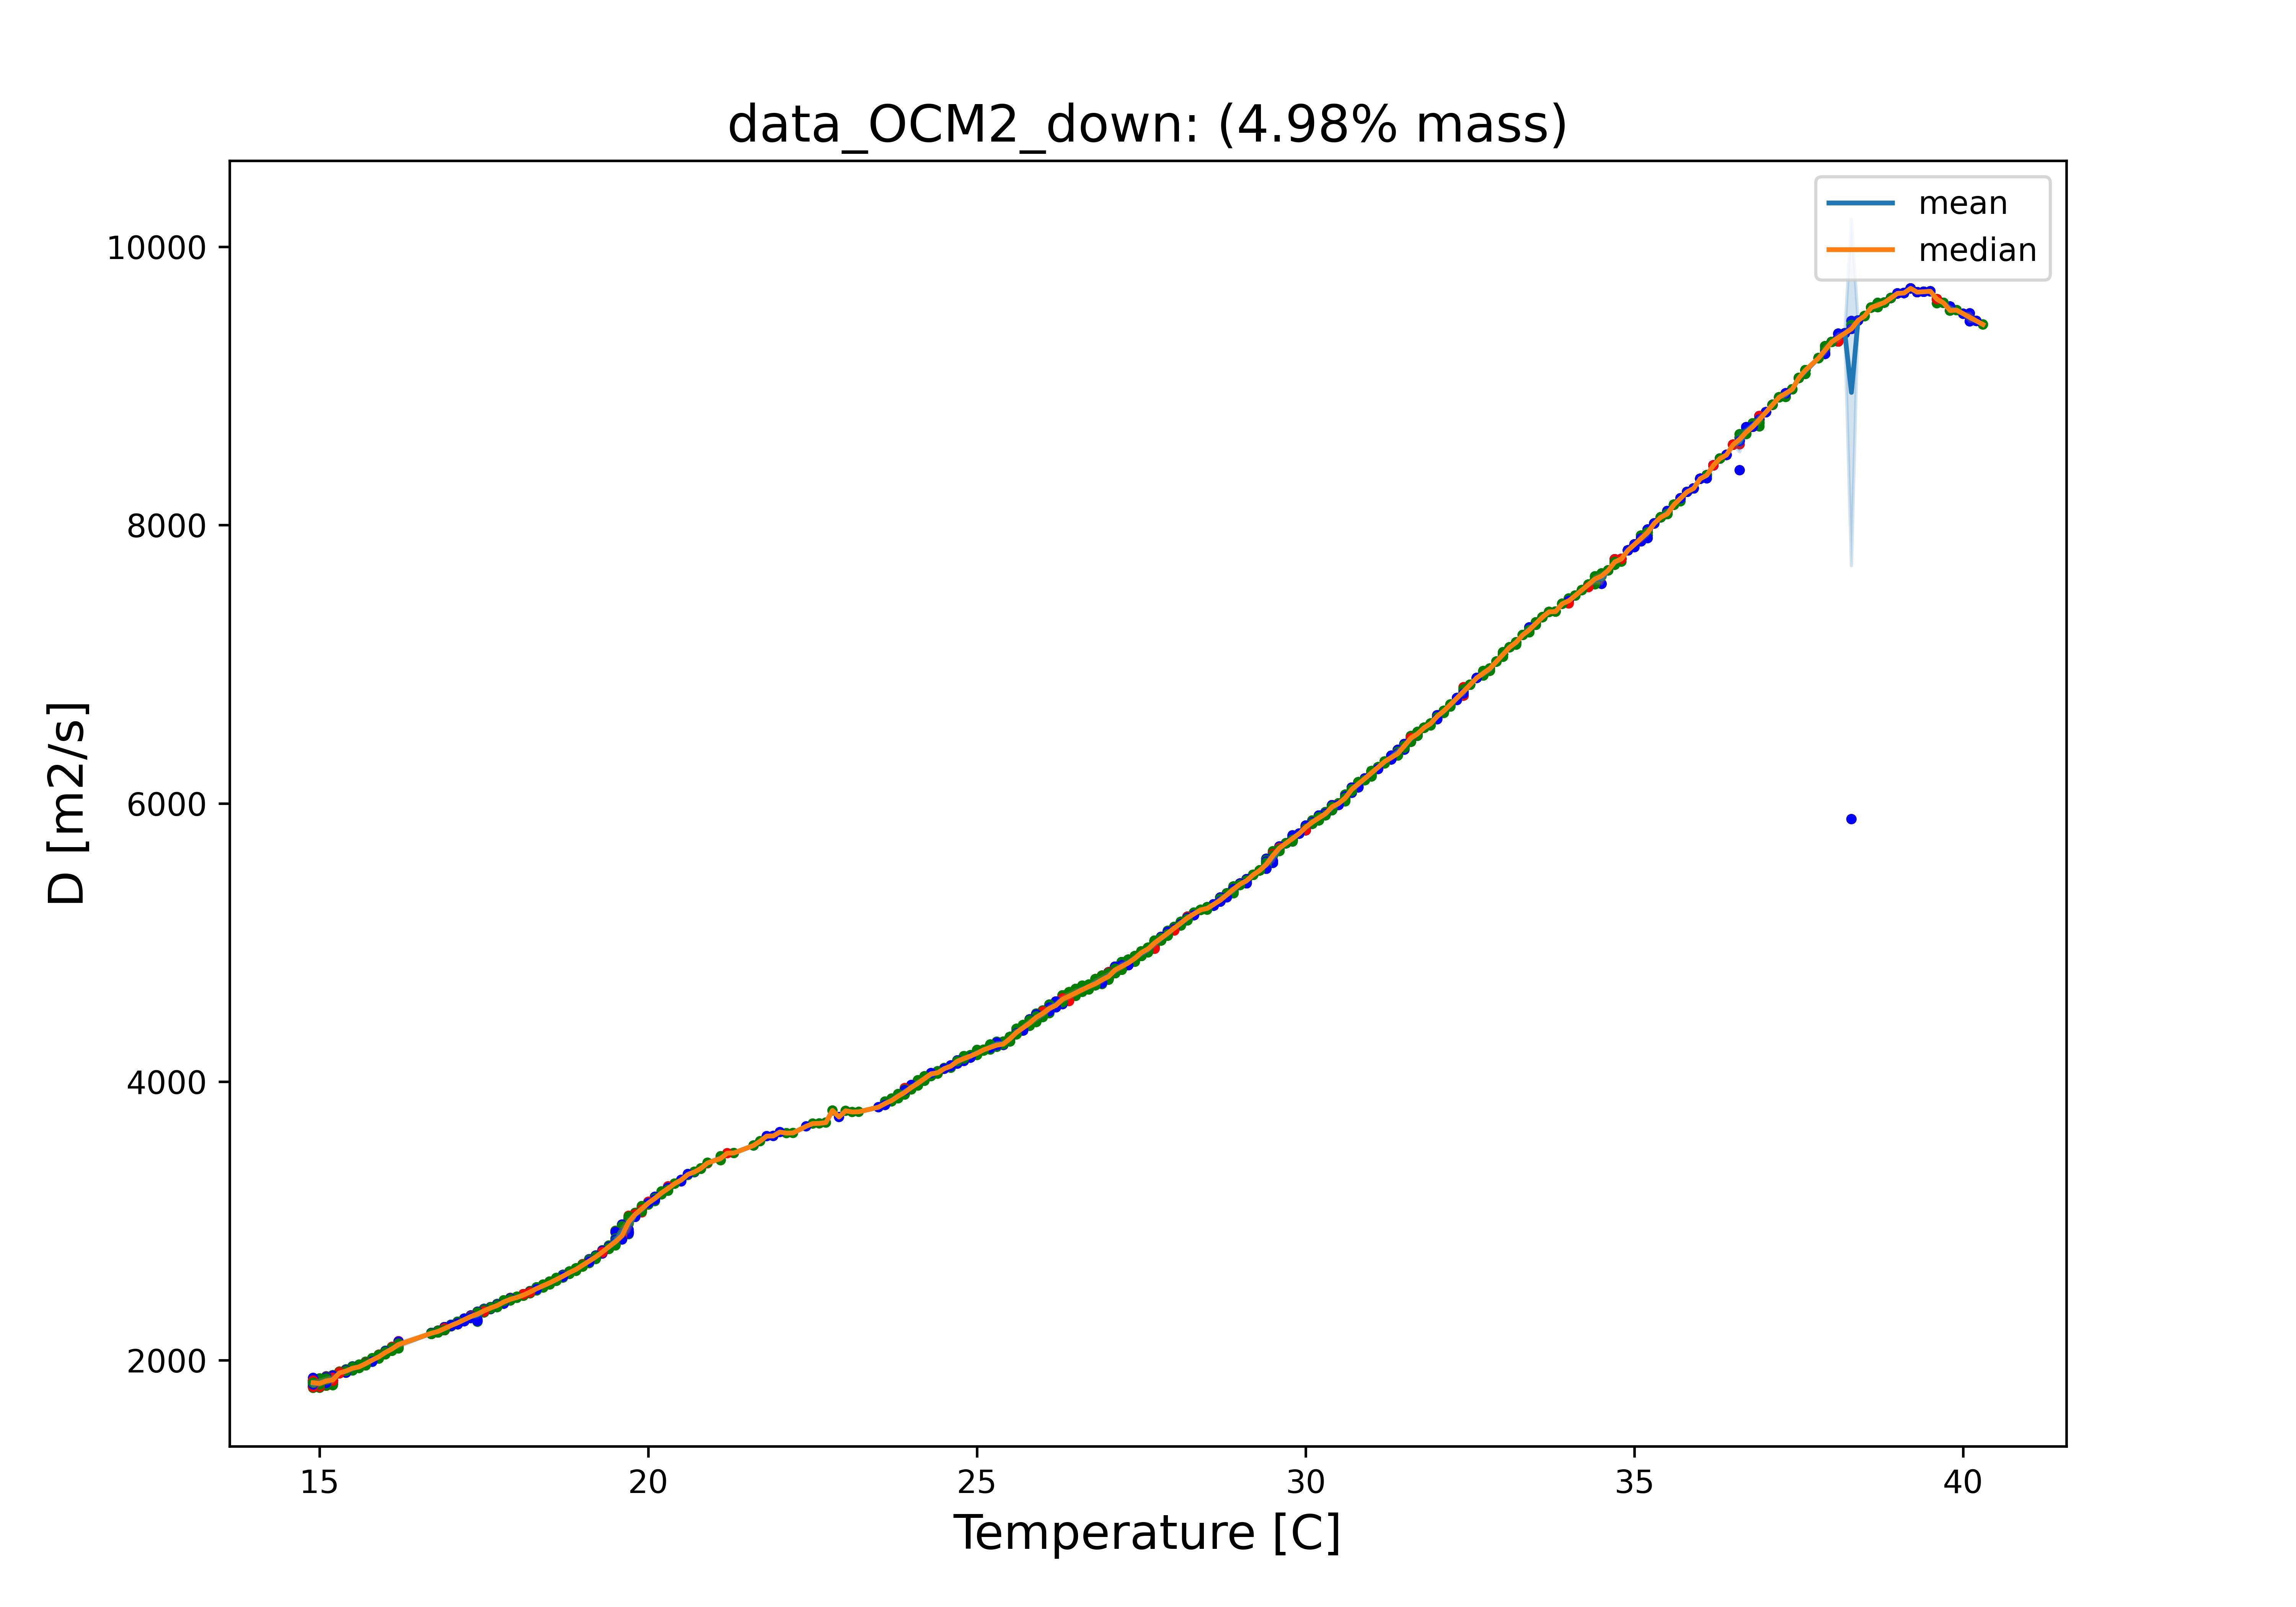 data_OCM2_down: (4.98% mass)
mean
median
10000
8000
6000
4000
2000
D [m2/s]
15 20 25 30 35 40
Temperature [C]